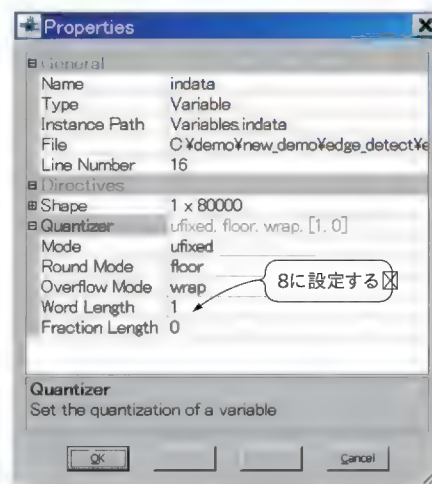 Properties
General
Name indata
Type Variable
Instance Path Variables.indata
File C:¥demo¥new_demo¥edge_detect¥e
Line Number 16
Directives
Shape 1 x 80000
Quantizer ufixed, floor, wrap, [1, 0]
Mode ufixed
Round Mode floor
Overflow Mode wrap
Word Length 1
8に設定する
Fraction Length 0
Quantizer
Set the quantization of a variable
OK
Cancel